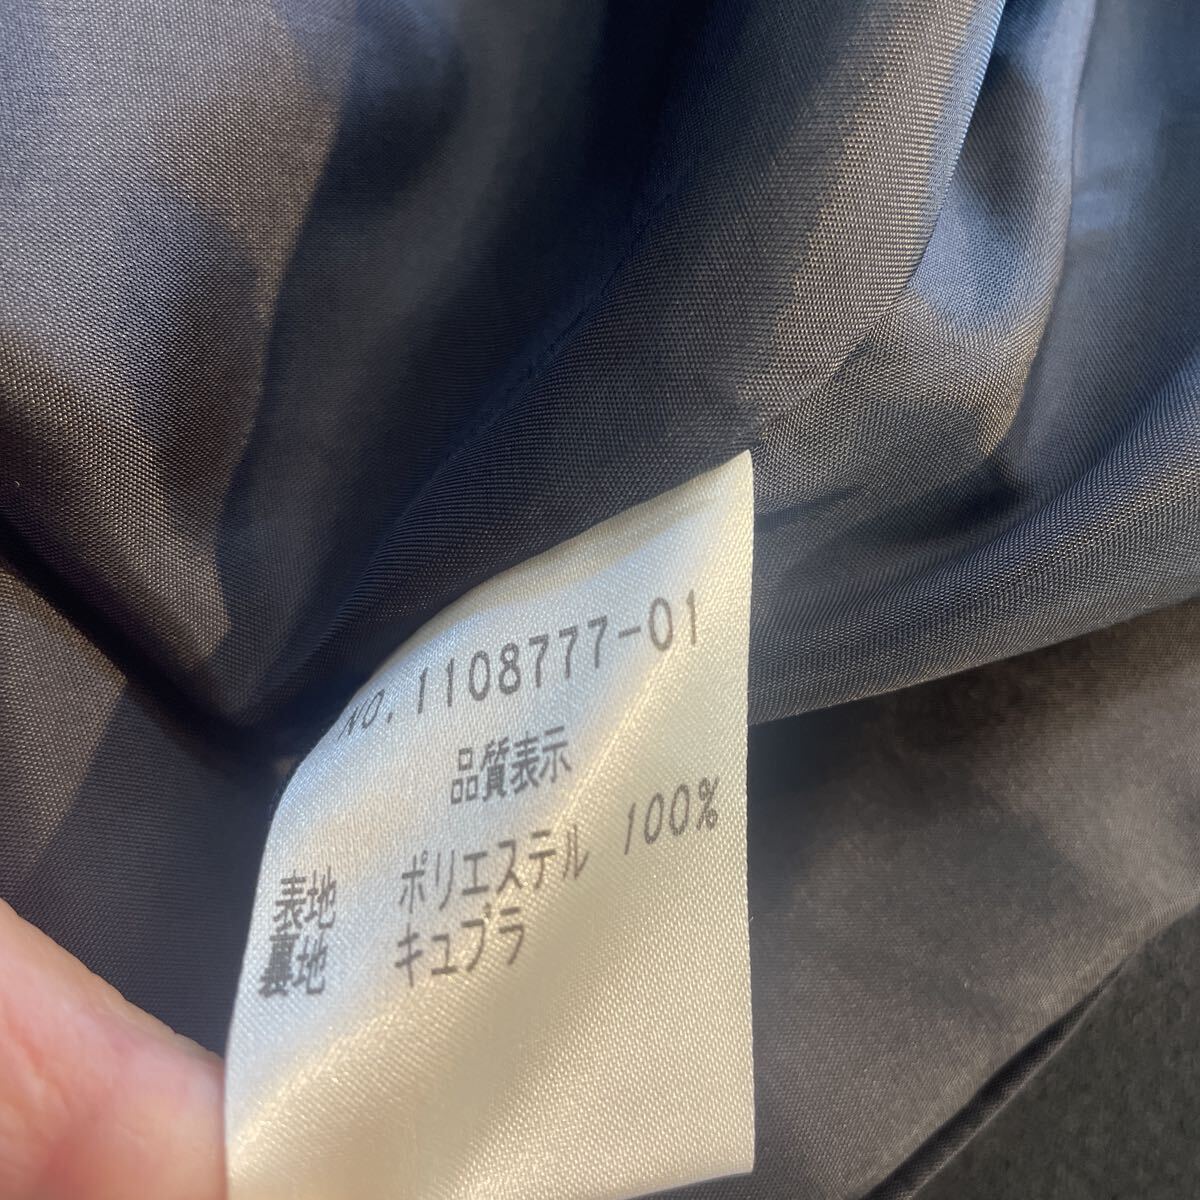 NO.1108777-01
品質表示
表地 ポリエステル 100%
裏地 キュプラ